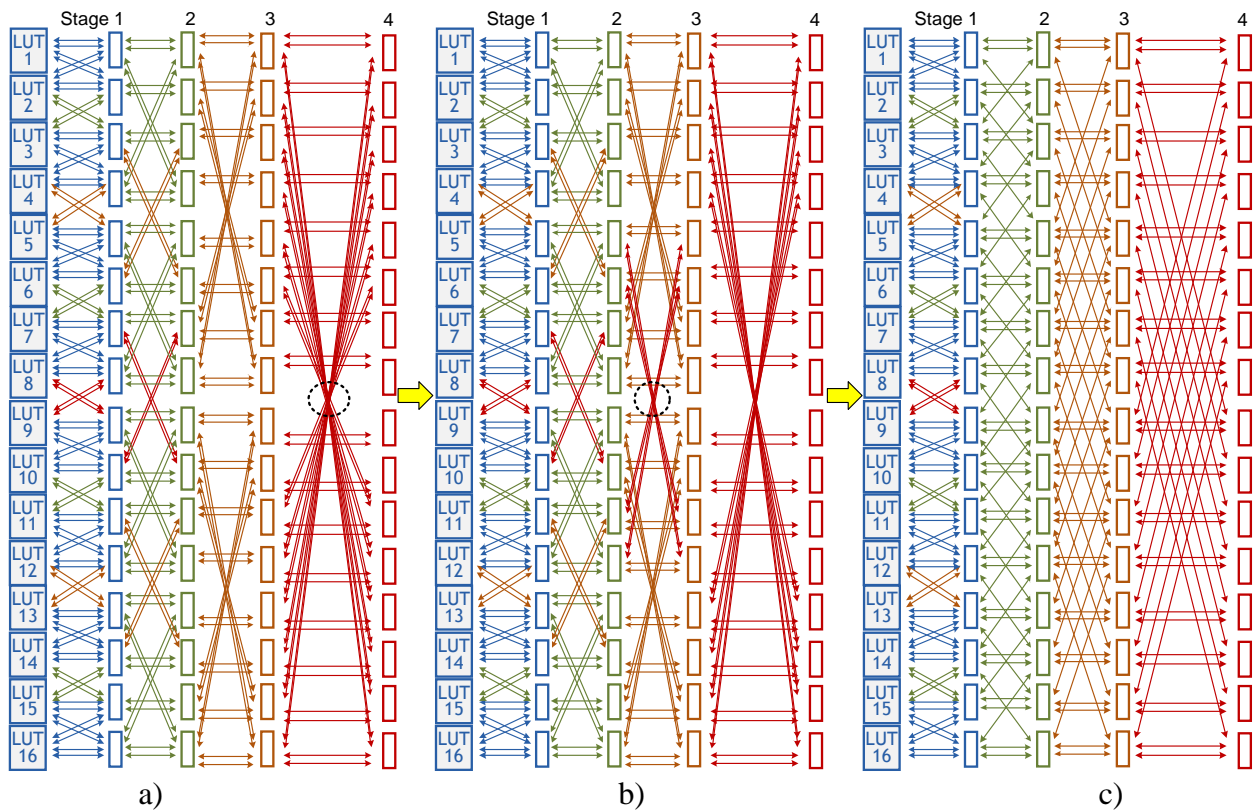 Stage 1 2 3 4 Stage 1 2 3 4 Stage 1 2 3 4
LUT LUT LUT
1 1 1
LUT LUT LUT
2 2 2
LUT LUT LUT
3 3 3
LUT LUT LUT
4 4 4
LUT LUT LUT
5 5 5
LUT LUT LUT
6 6 6
LUT LUT LUT
7 7 7
LUT LUT LUT
8 8 8
LUT LUT LUT
9 9 9
LUT LUT LUT
10 10 10
LUT LUT LUT
11 11 11
LUT LUT LUT
12 12 12
LUT LUT LUT
13 13 13
LUT LUT LUT
14 14 14
LUT LUT LUT
15 15 15
LUT LUT LUT
16 16 16
a) b) c)